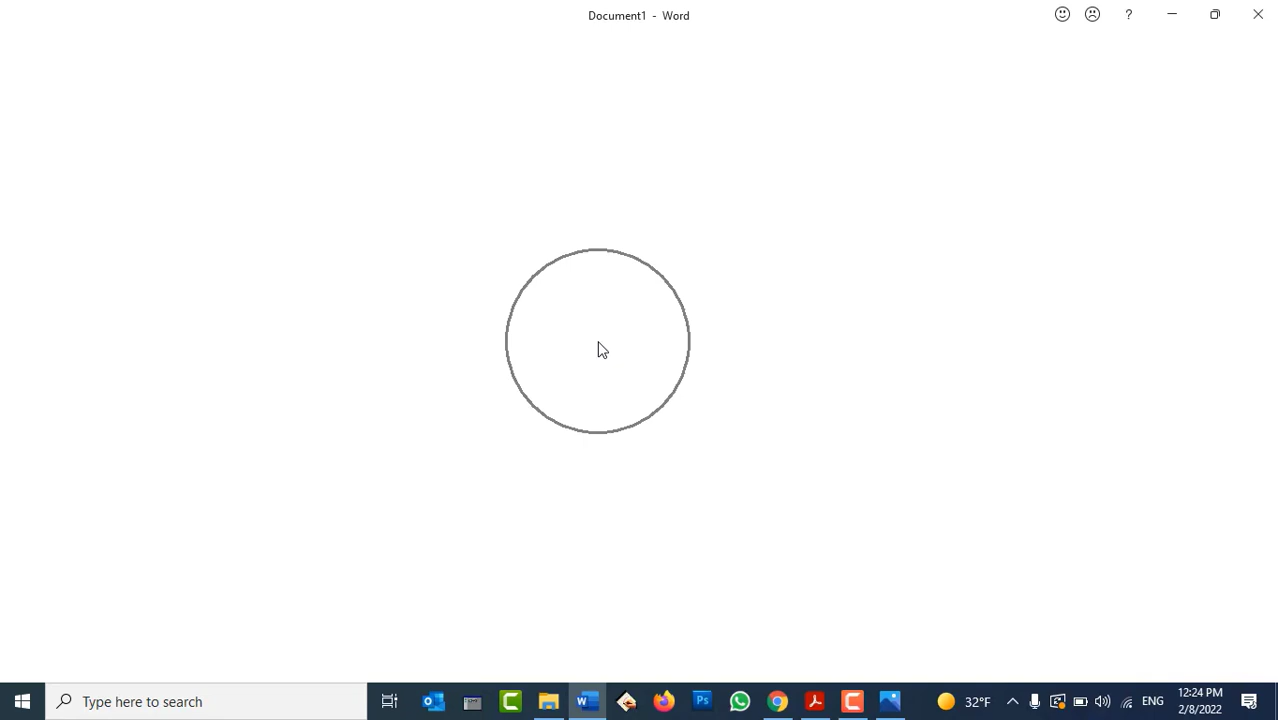 Document1 - Word
?
Type here to search
32°F
ENG
12:24 PM
2/8/2022